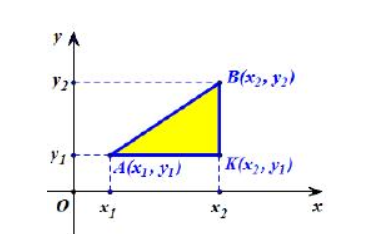 y
y₂
B(x₂, y₂)
y₁
A(x₁, y₁)
K(x₂, y₁)
O
x₁
x₂
x